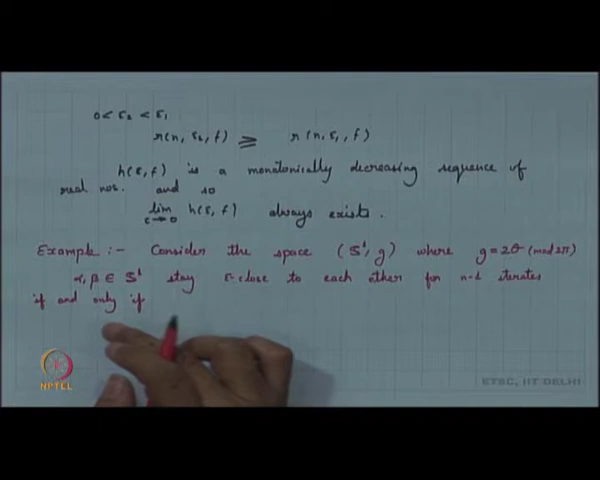 0 < ε₂ < ε₁
r(n, ε₂, f) ≥ r(n, ε₁, f)
h(ε, f) is a monotonically decreasing sequence of
real nos. and so
lim ε→0 h(ε, f) always exists.
Example :- Consider the space (S¹, g) where g = 2θ (mod 2π)
α, β ∈ S¹ stay ε-close to each other for n-1 iterates
if and only if
NPTEL
ETSC, IIT DELHI